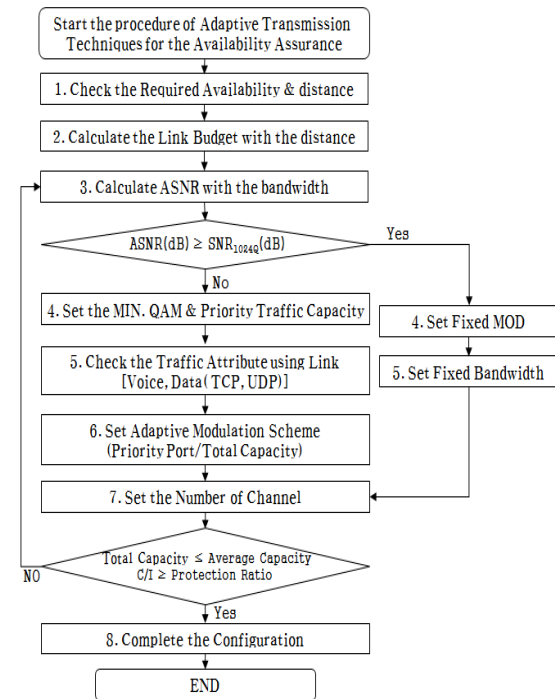 Start the procedure of Adaptive Transmission
Techniques for the Availability Assurance
1. Check the Required Availability & distance
2. Calculate the Link Budget with the distance
3. Calculate ASNR with the bandwidth
ASNR(dB) ≥ SNR1024Q(dB)
Yes
No
4. Set the MIN. QAM & Priority Traffic Capacity
4. Set Fixed MOD
5. Check the Traffic Attribute using Link
[Voice, Data( TCP, UDP)]
5. Set Fixed Bandwidth
6. Set Adaptive Modulation Scheme
(Priority Port/Total Capacity)
7. Set the Number of Channel
Total Capacity ≤ Average Capacity
C/I ≥ Protection Ratio
NO
Yes
8. Complete the Configuration
END